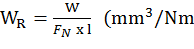 W_R = w / (F_N x l) (mm³/Nm